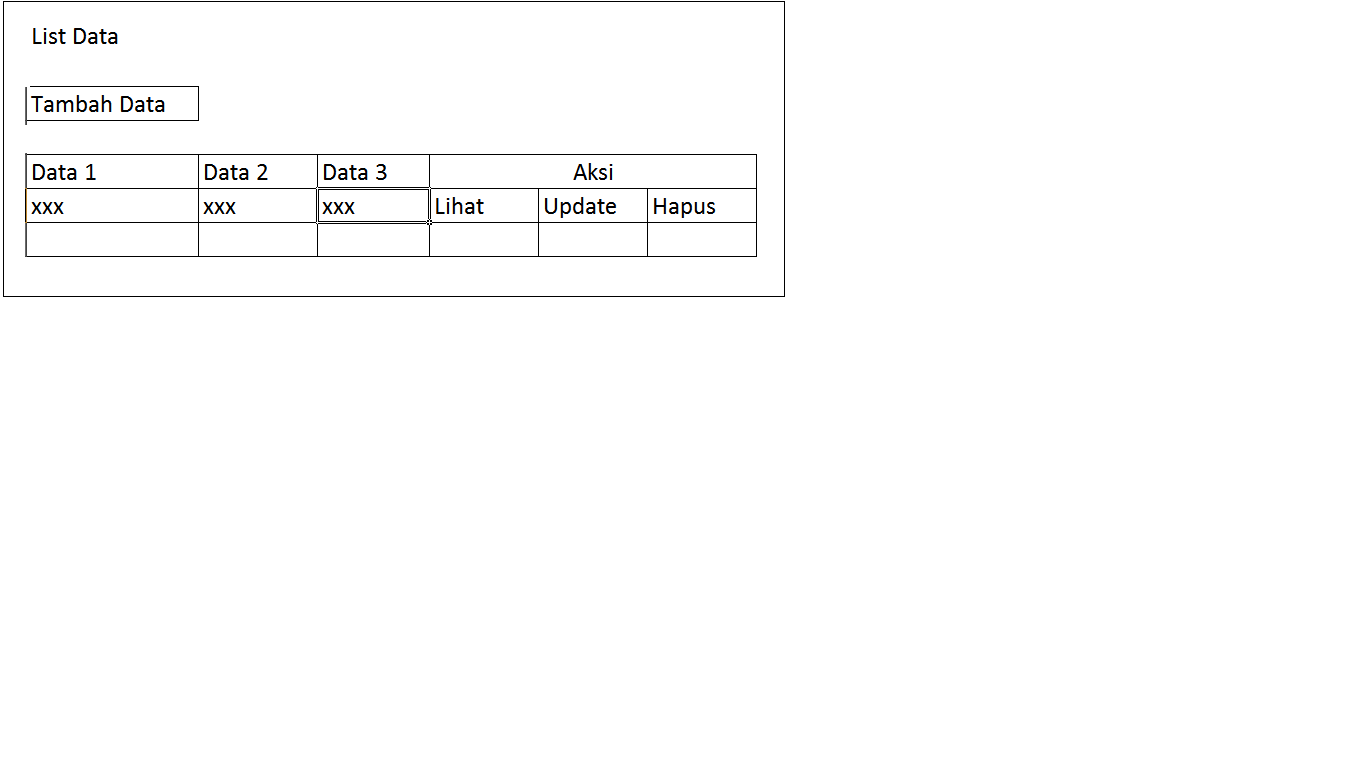 List Data
Tambah Data
Data 1 Data 2 Data 3 Aksi
xxx xxx xxx Lihat Update Hapus